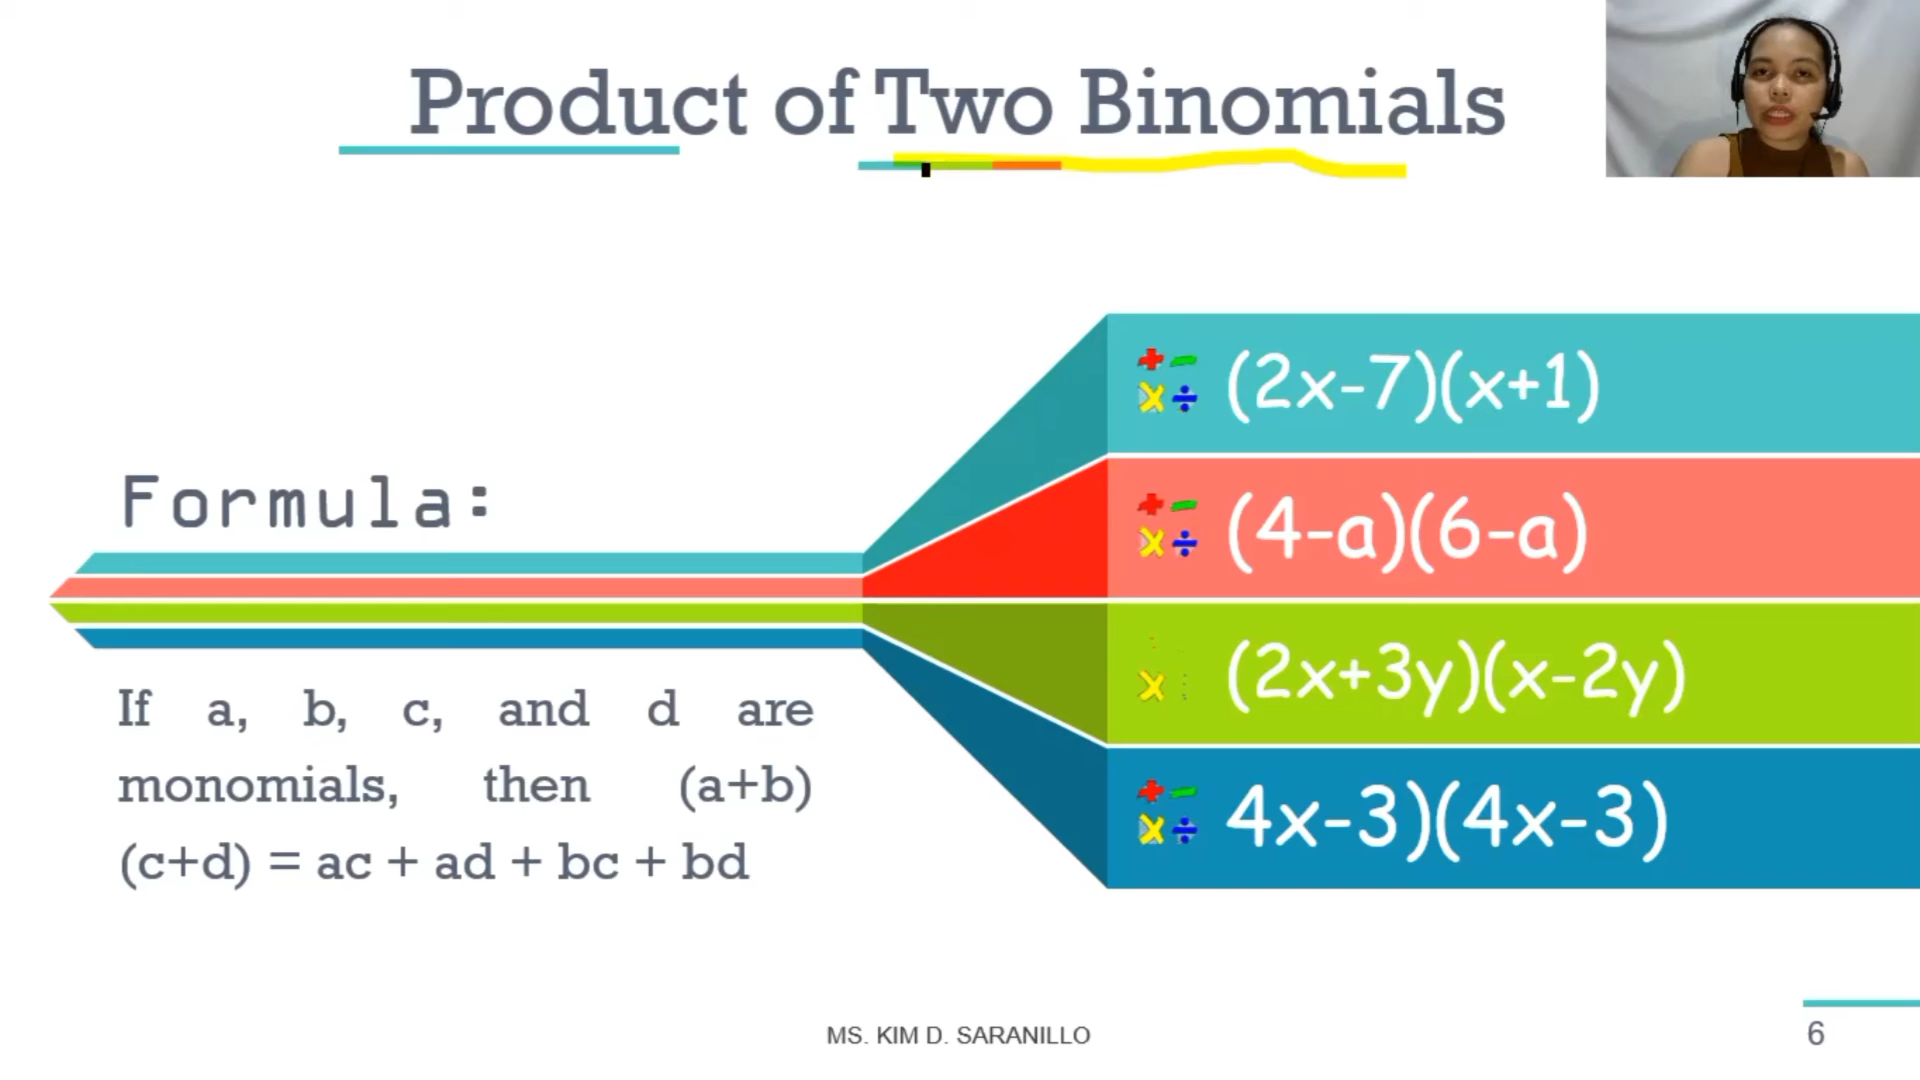 Product of Two Binomials
Formula:
If a, b, c, and d are
monomials, then (a+b)
(c+d) = ac + ad + bc + bd
(2x-7)(x+1)
(4-a)(6-a)
(2x+3y)(x-2y)
4x-3)(4x-3)
MS. KIM D. SARANILLO
6